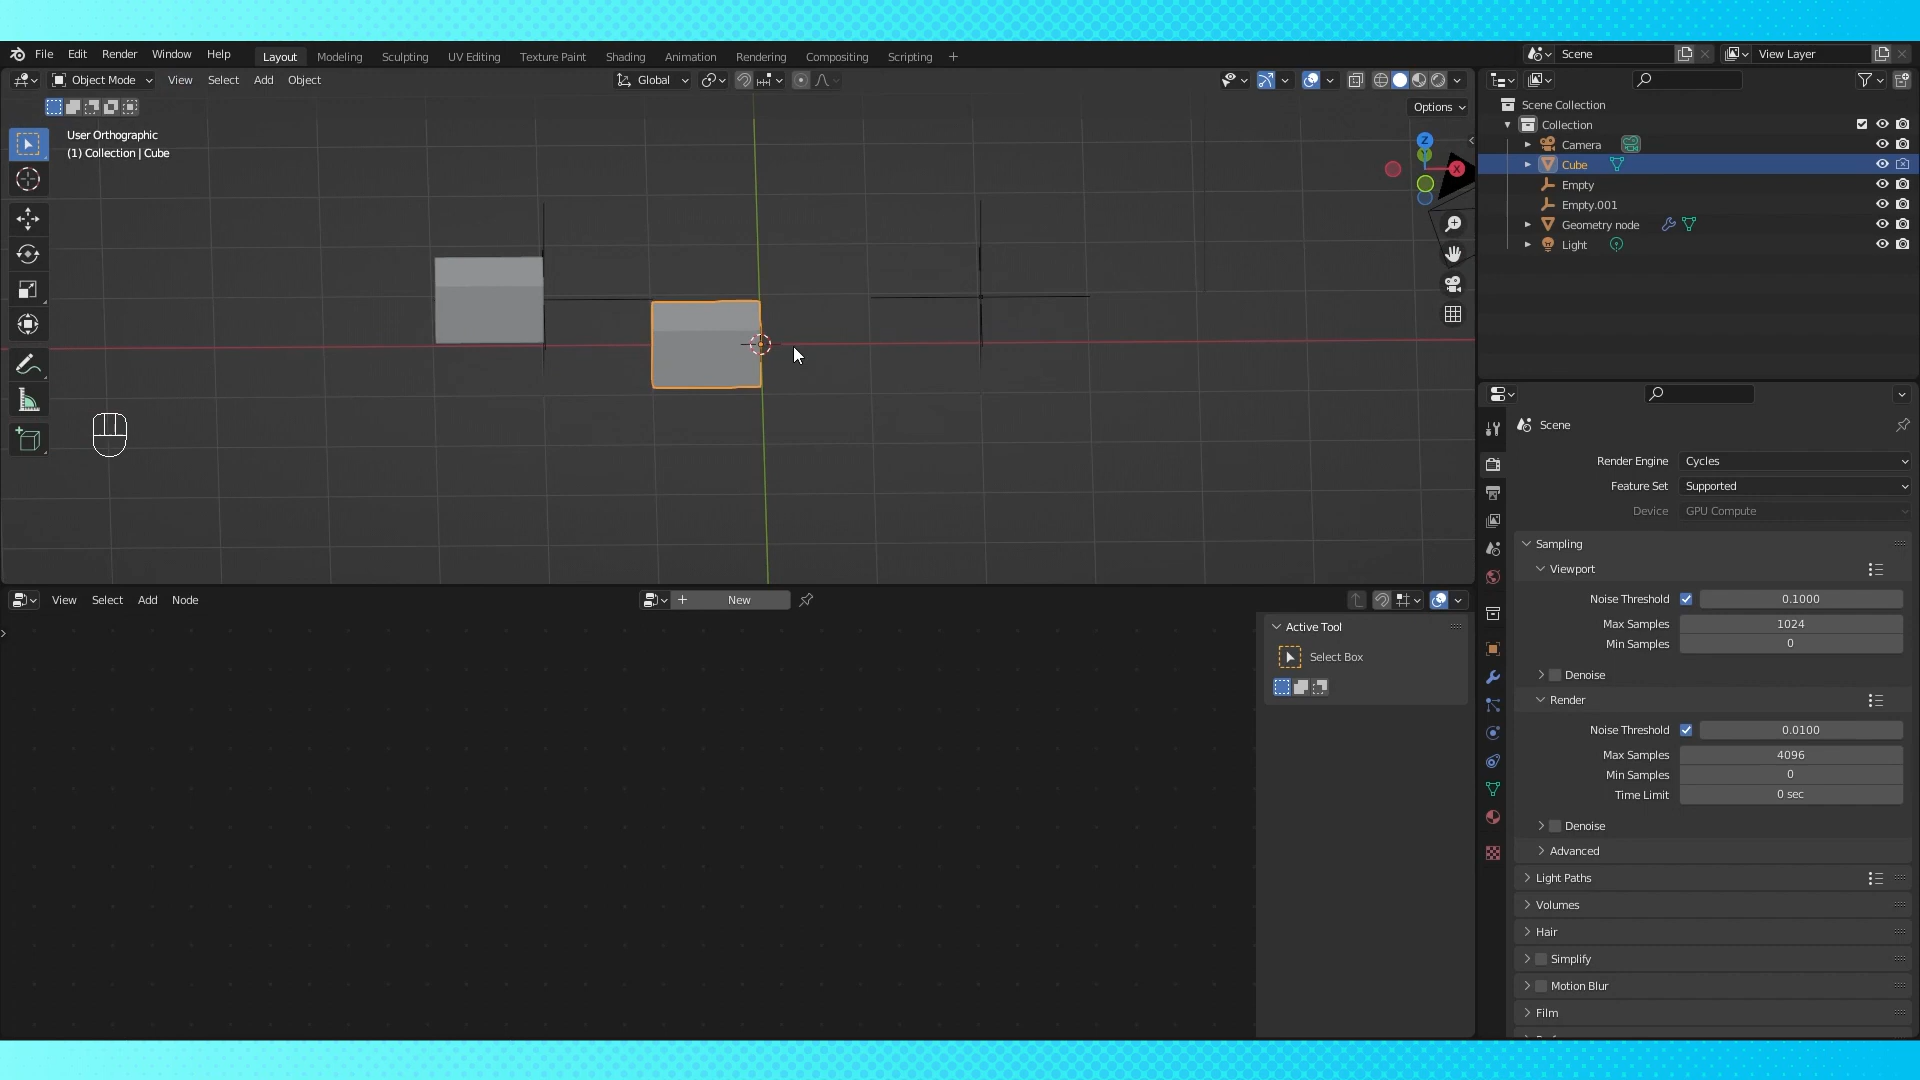 File Edit Render Window Help Layout Modeling Sculpting UV Editing Texture Paint Shading Animation Rendering Compositing Scripting + Scene View Layer
Object Mode View Select Add Object Global
Options
User Orthographic
(1) Collection | Cube
Z
X
Scene Collection
Collection
Camera
Cube
Empty
Empty.001
Geometry node
Light
Scene
Render Engine Cycles
Feature Set Supported
Device GPU Compute
Sampling
Viewport
Noise Threshold 0.1000
Max Samples 1024
Min Samples 0
Denoise
Render
Noise Threshold 0.0100
Max Samples 4096
Min Samples 0
Time Limit 0 sec
Denoise
Advanced
Light Paths
Volumes
Hair
Simplify
Motion Blur
Film
View Select Add Node + New
Active Tool
Select Box